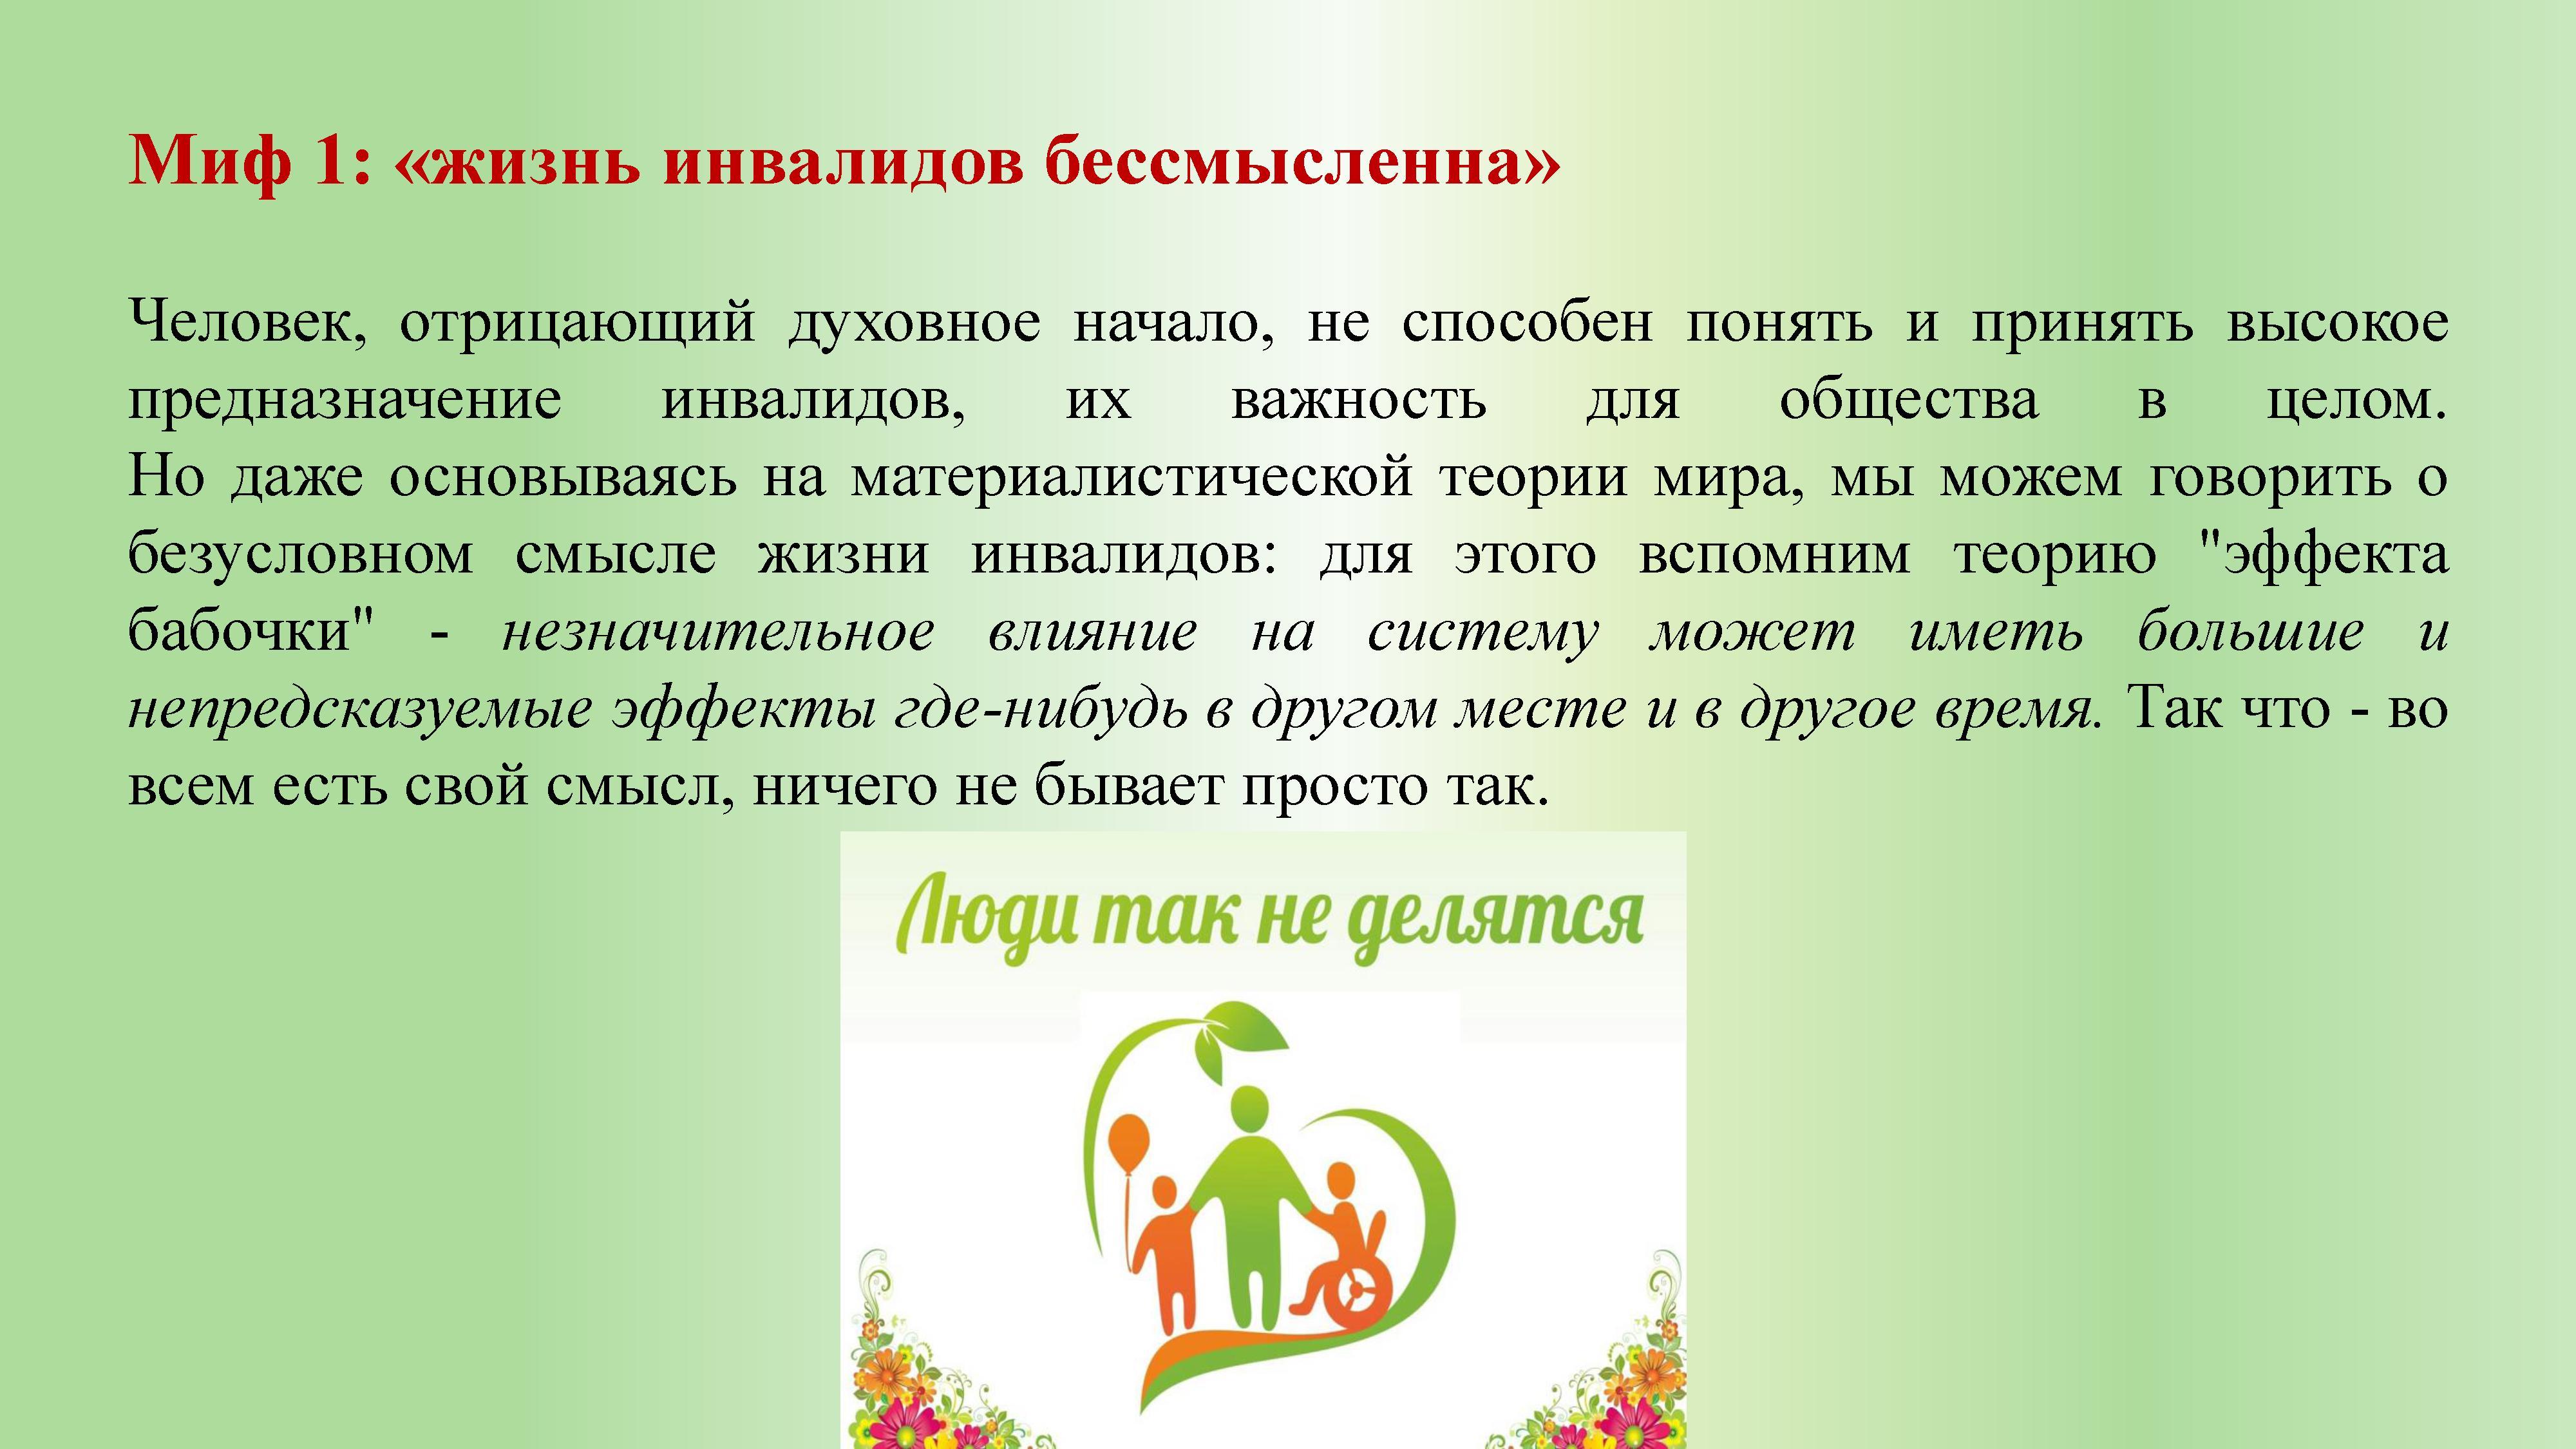 Миф 1: «жизнь инвалидов бессмысленна»
Человек, отрицающий духовное начало, не способен понять и принять высокое
предназначение инвалидов, их важность для общества в целом.
Но даже основываясь на материалистической теории мира, мы можем говорить о
безусловном смысле жизни инвалидов: для этого вспомним теорию "эффекта
бабочки" - незначительное влияние на систему может иметь большие и
непредсказуемые эффекты где-нибудь в другом месте и в другое время. Так что - во
всем есть свой смысл, ничего не бывает просто так.
Люди так не делятся